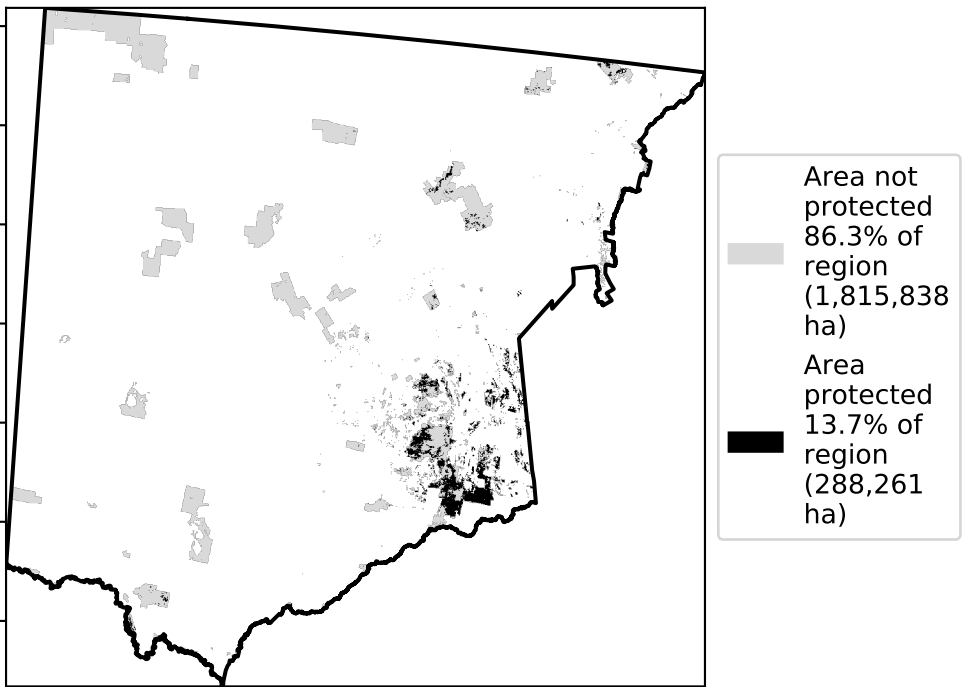 Area not
protected
86.3% of
region
(1,815,838
ha)
Area
protected
13.7% of
region
(288,261
ha)